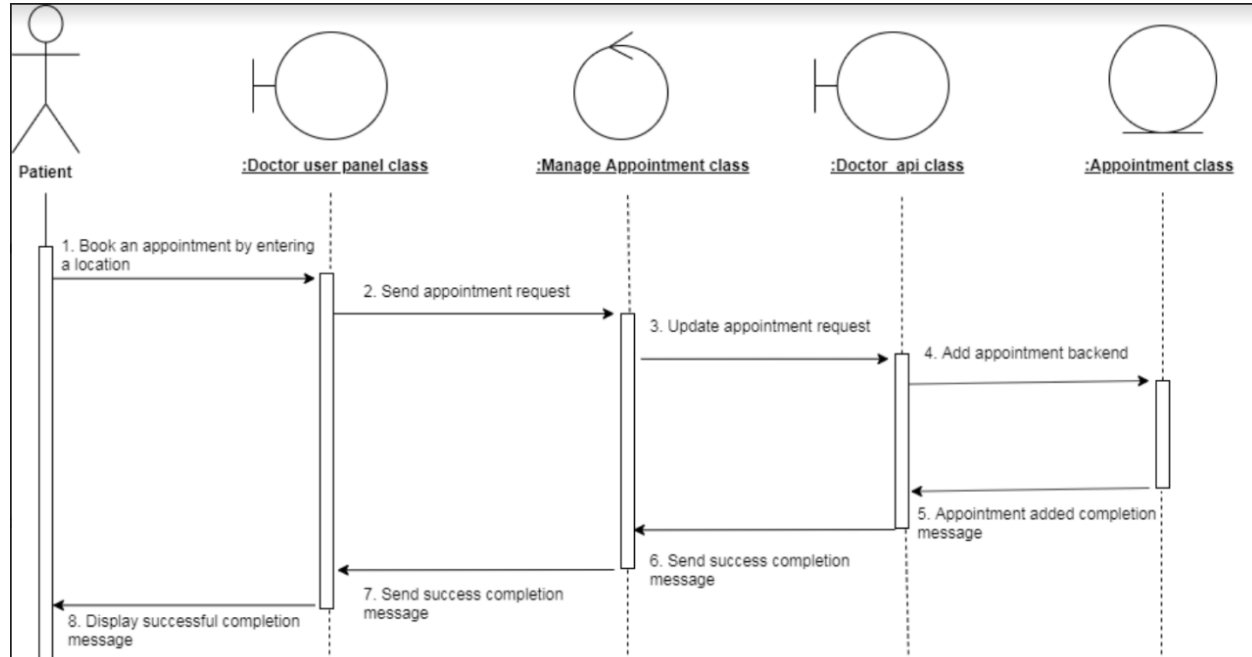 Patient
:Doctor user panel class
:Manage Appointment class
:Doctor_api class
:Appointment class
1. Book an appointment by entering
a location
2. Send appointment request
3. Update appointment request
4. Add appointment backend
5. Appointment added completion
message
6. Send success completion
message
7. Send success completion
message
8. Display successful completion
message